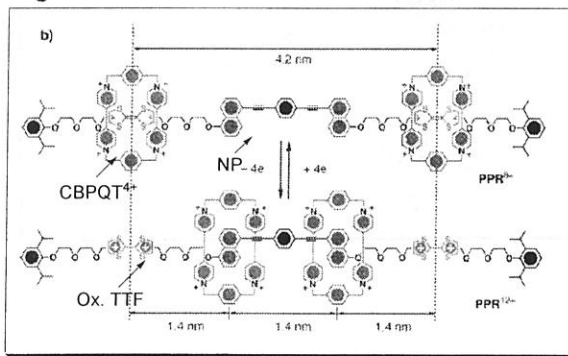 b)
4.2 nm
N+ N+ N+ N+
S S S S
O O O O O O O O
N+ N+ N+ N+
CBPQT4+
NP
− 4e
+ 4e
PPR8+
N+ N+ N+ N+
O O O O O O O O
N+ N+ N+ N+
Ox. TTF
PPR12+
1.4 nm 1.4 nm 1.4 nm